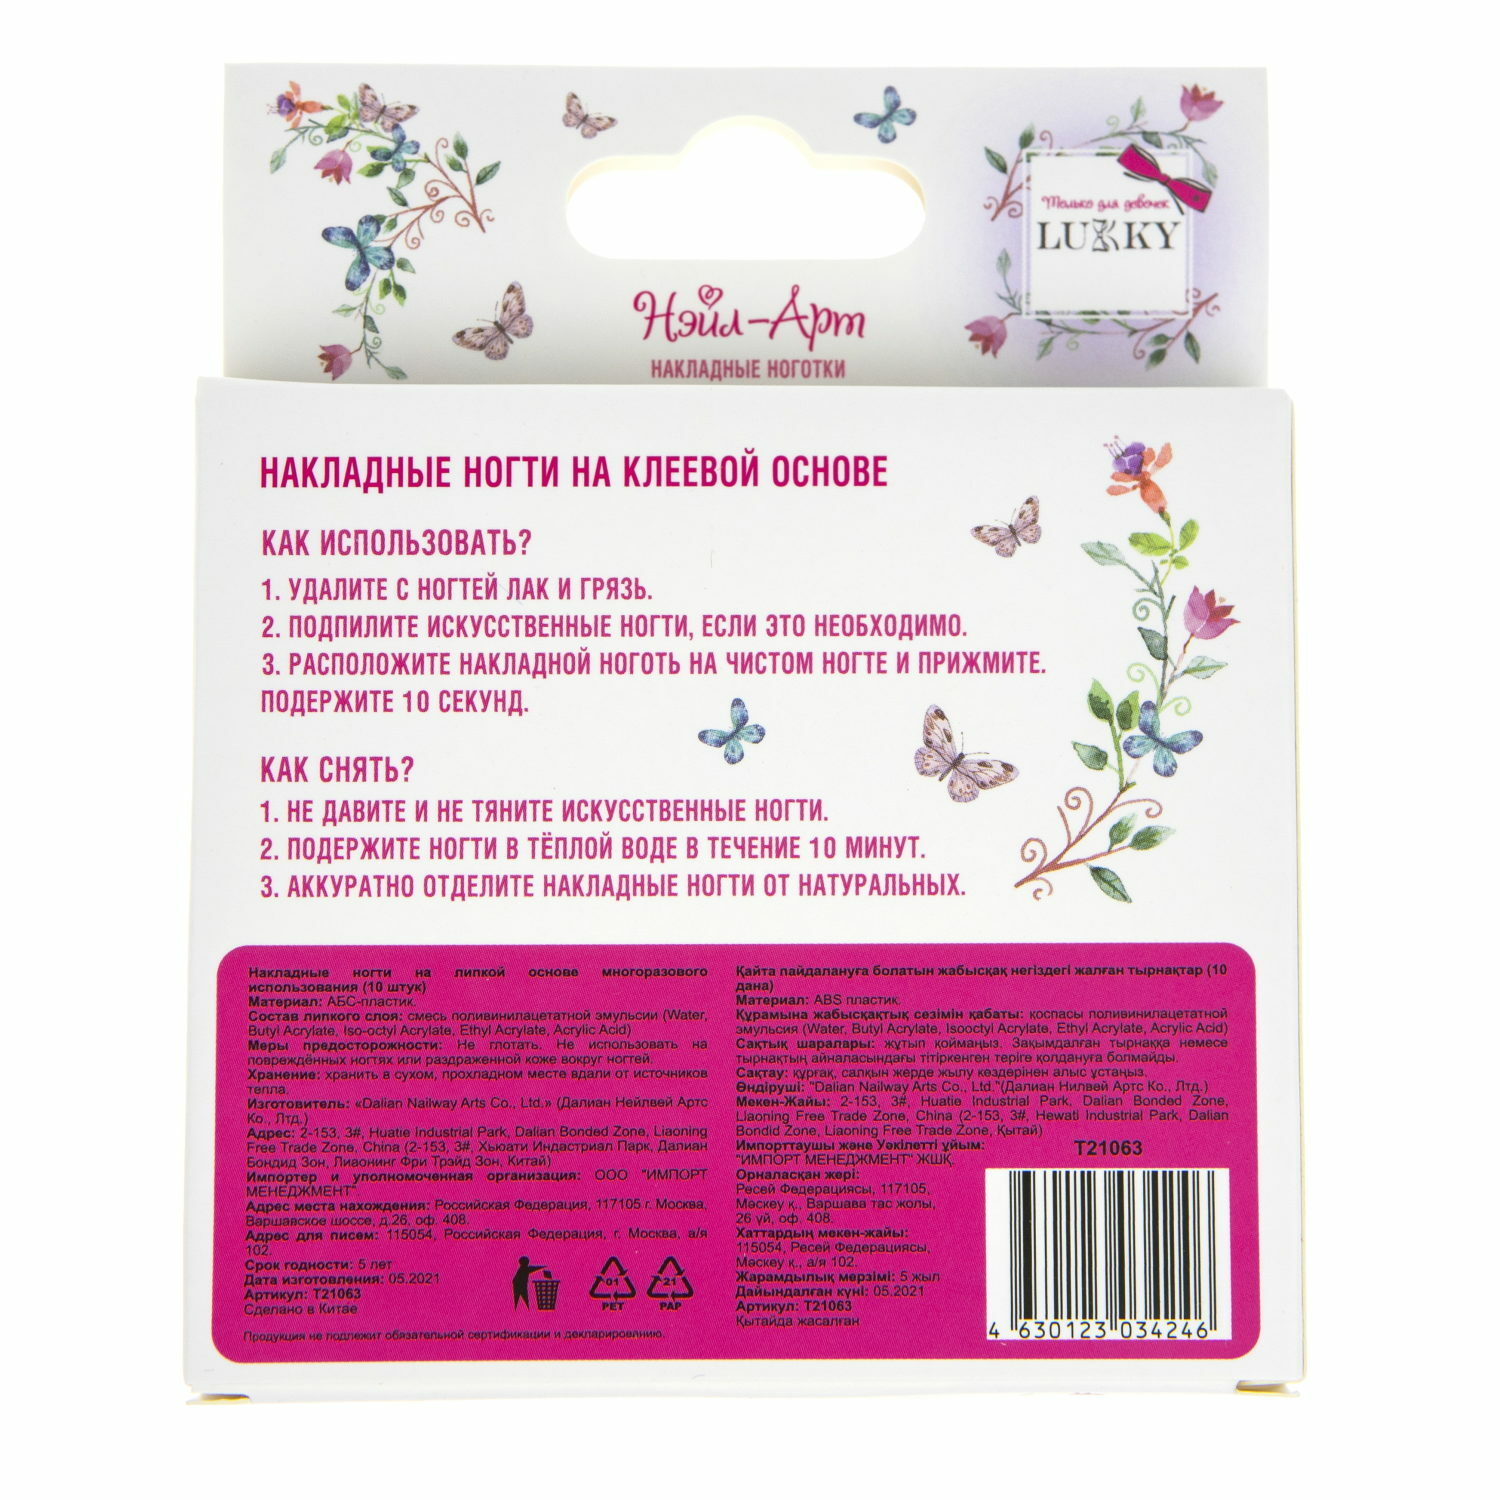 Только для девочек
LUKKY
Нэйл-Арт
НАКЛАДНЫЕ НОГОТКИ
НАКЛАДНЫЕ НОГТИ НА КЛЕЕВОЙ ОСНОВЕ
КАК ИСПОЛЬЗОВАТЬ?
1. УДАЛИТЕ С НОГТЕЙ ЛАК И ГРЯЗЬ.
2. ПОДПИЛИТЕ ИСКУССТВЕННЫЕ НОГТИ, ЕСЛИ ЭТО НЕОБХОДИМО.
3. РАСПОЛОЖИТЕ НАКЛАДНОЙ НОГОТЬ НА ЧИСТОМ НОГТЕ И ПРИЖМИТЕ.
ПОДЕРЖИТЕ 10 СЕКУНД.
КАК СНЯТЬ?
1. НЕ ДАВИТЕ И НЕ ТЯНИТЕ ИСКУССТВЕННЫЕ НОГТИ.
2. ПОДЕРЖИТЕ НОГТИ В ТЁПЛОЙ ВОДЕ В ТЕЧЕНИЕ 10 МИНУТ.
3. АККУРАТНО ОТДЕЛИТЕ НАКЛАДНЫЕ НОГТИ ОТ НАТУРАЛЬНЫХ.
Накладные ногти на липкой основе многоразового
использования (10 штук)
Материал: АБС-пластик.
Состав липкого слоя: смесь поливинилацетатной эмульсии (Water,
Butyl Acrylate, Iso-octyl Acrylate, Ethyl Acrylate, Acrylic Acid)
Меры предосторожности: Не глотать. Не использовать на
повреждённых ногтях или раздраженной коже вокруг ногтей.
Хранение: хранить в сухом, прохладном месте вдали от источников
тепла.
Изготовитель: «Dalian Nailway Arts Co., Ltd.» (Далиан Нейлвей Артс
Ко., Лтд.)
Адрес: 2-153, 3#, Huatie Industrial Park, Dalian Bonded Zone, Liaoning
Free Trade Zone, China (2-153, 3#, Хьюати Индастриал Парк, Далиан
Бондид Зон, Лиаонинг Фри Трэйд Зон, Китай)
Импортер и уполномоченная организация: ООО "ИМПОРТ
МЕНЕДЖМЕНТ"
Адрес места нахождения: Российская Федерация, 117105 г. Москва,
Варшавское шоссе, д.26, оф. 408.
Адрес для писем: 115054, Российская Федерация, г. Москва, а/я
102.
Срок годности: 5 лет
Дата изготовления: 05.2021
Артикул: Т21063
Сделано в Китае
Продукция не подлежит обязательной сертификации и декларированию.
01
PET
21
PAP
Қайта пайдалануға болатын жабысқақ негіздегі жалған тырнақтар (10
дана)
Материал: ABS пластик.
Құрамына жабысқақтық сезімін қабаты: қоспасы поливинилацетатной
эмульсия (Water, Butyl Acrylate, Isooctyl Acrylate, Ethyl Acrylate, Acrylic Acid)
Сақтық шаралары: жұтып қоймаңыз. Зақымдалған тырнаққа немесе
тырнақтың айналасындағы тітіркенген теріге қолдануға болмайды.
Сақтау: құрғақ, салқын жерде жылу көздерінен алыс ұстаңыз.
Өндіруші: "Dalian Nailway Arts Co., Ltd."(Далиан Нилвей Артс Ко., Лтд.)
Мекен-Жайы: 2-153, 3#, Huatie Industrial Park, Dalian Bonded Zone,
Liaoning Free Trade Zone, China (2-153, 3#, Hewati Industrial Park, Dalian
Bondid Zone, Liaoning Free Trade Zone, Қытай)
Импорттаушы және Уәкілетті ұйым:
"ИМПОРТ МЕНЕДЖМЕНТ" ЖШҚ
Орналасқан жері:
Ресей Федерациясы, 117105,
Мәскеу қ., Варшава тас жолы,
26 үй, оф. 408.
Хаттардың мекен-жайы:
115054, Ресей Федерациясы,
Мәскеу қ., а/я 102.
Жарамдылық мерзімі: 5 жыл
Дайындалған күні: 05.2021
Артикул: Т21063
Қытайда жасалған
T21063
4 630123 034246